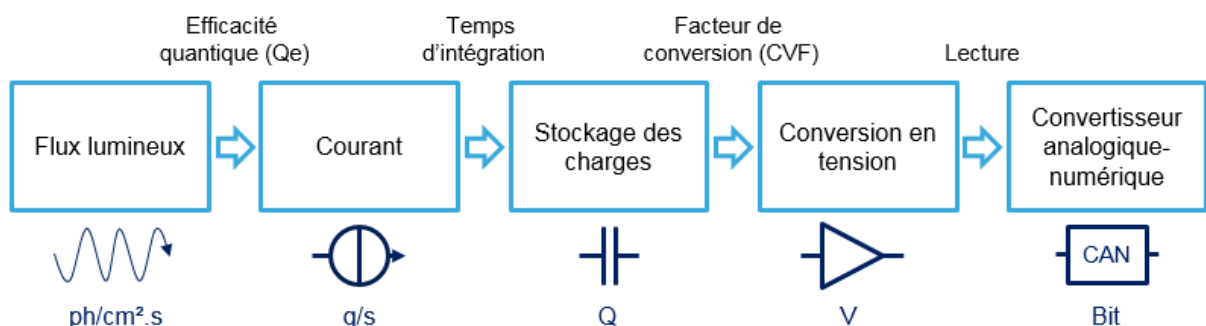 Efficacité
quantique (Qe)
Temps
d'intégration
Facteur de
conversion (CVF)
Lecture
Flux lumineux
Courant
Stockage des
charges
Conversion en
tension
Convertisseur
analogique-
numérique
CAN
ph/cm².s
q/s
Q
V
Bit